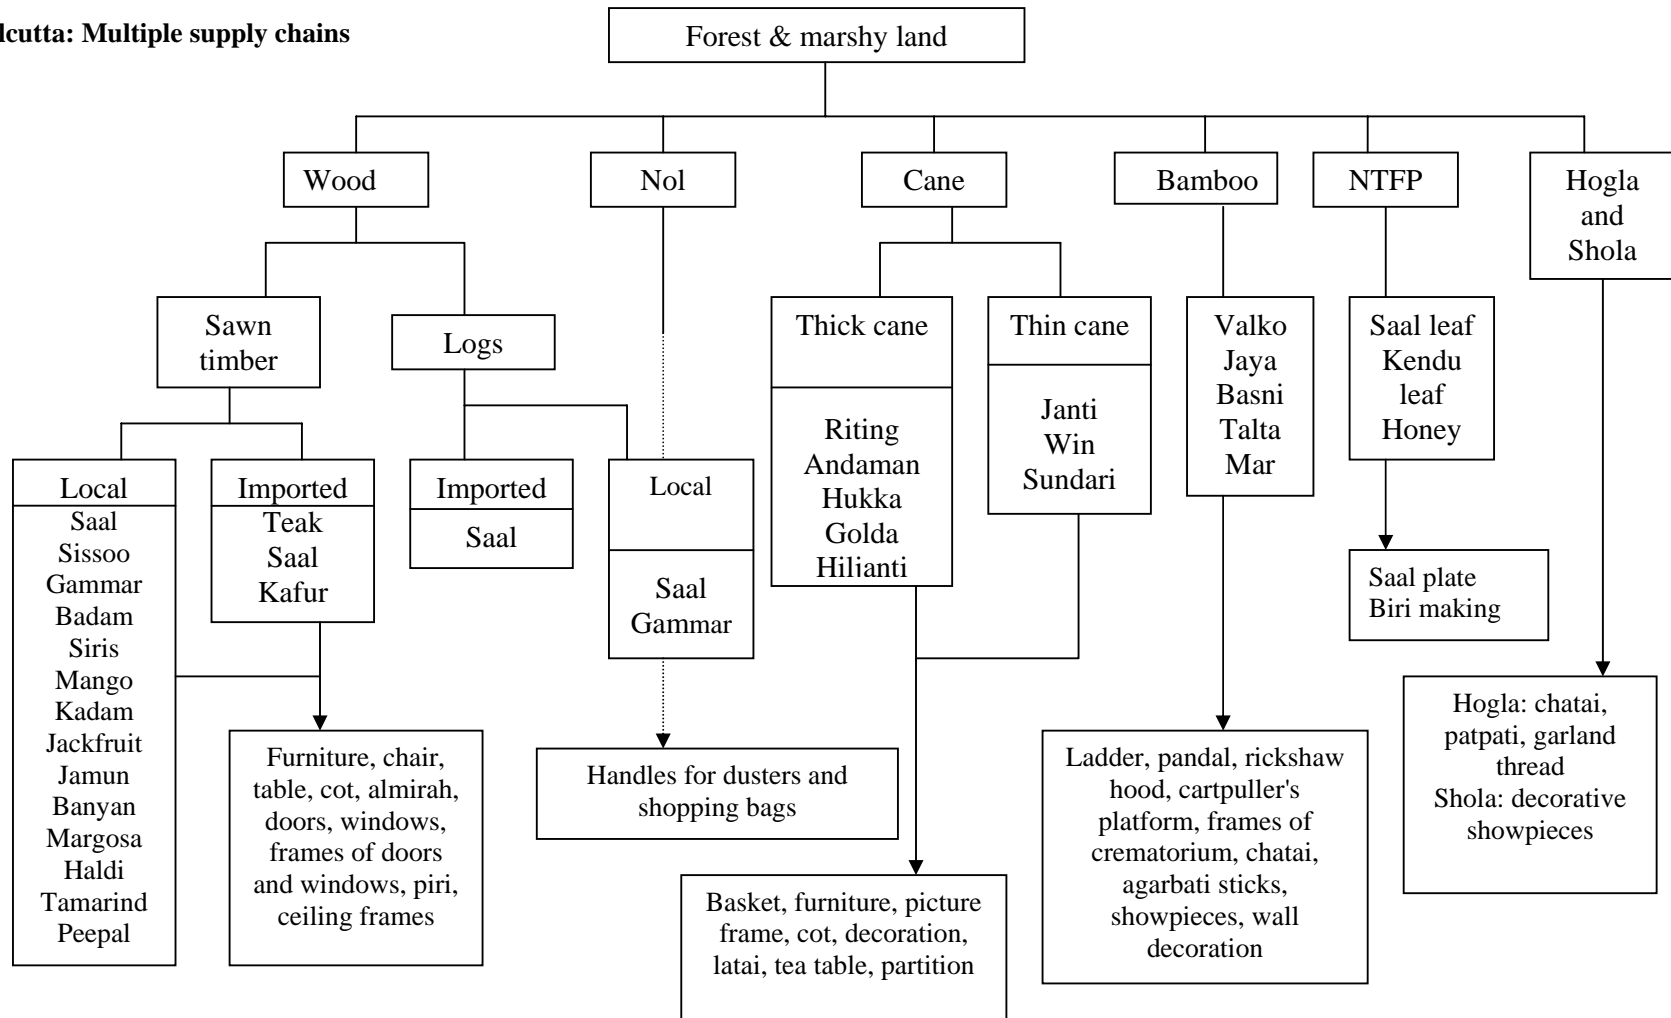 lcutta: Multiple supply chains
Forest & marshy land
Wood
Nol
Cane
Bamboo
NTFP
Hogla
and
Shola
Sawn
timber
Logs
Thick cane
Riting
Andaman
Hukka
Golda
Hilianti
Thin cane
Janti
Win
Sundari
Valko
Jaya
Basni
Talta
Mar
Saal leaf
Kendu
leaf
Honey
Local
Saal
Sissoo
Gammar
Badam
Siris
Mango
Kadam
Jackfruit
Jamun
Banyan
Margosa
Haldi
Tamarind
Peepal
Imported
Teak
Saal
Kafur
Imported
Saal
Local
Saal
Gammar
Saal plate
Biri making
Furniture, chair,
table, cot, almirah,
doors, windows,
frames of doors
and windows, piri,
ceiling frames
Handles for dusters and
shopping bags
Basket, furniture, picture
frame, cot, decoration,
latai, tea table, partition
Ladder, pandal, rickshaw
hood, cartpuller's
platform, frames of
crematorium, chatai,
agarbati sticks,
showpieces, wall
decoration
Hogla: chatai,
patpati, garland
thread
Shola: decorative
showpieces